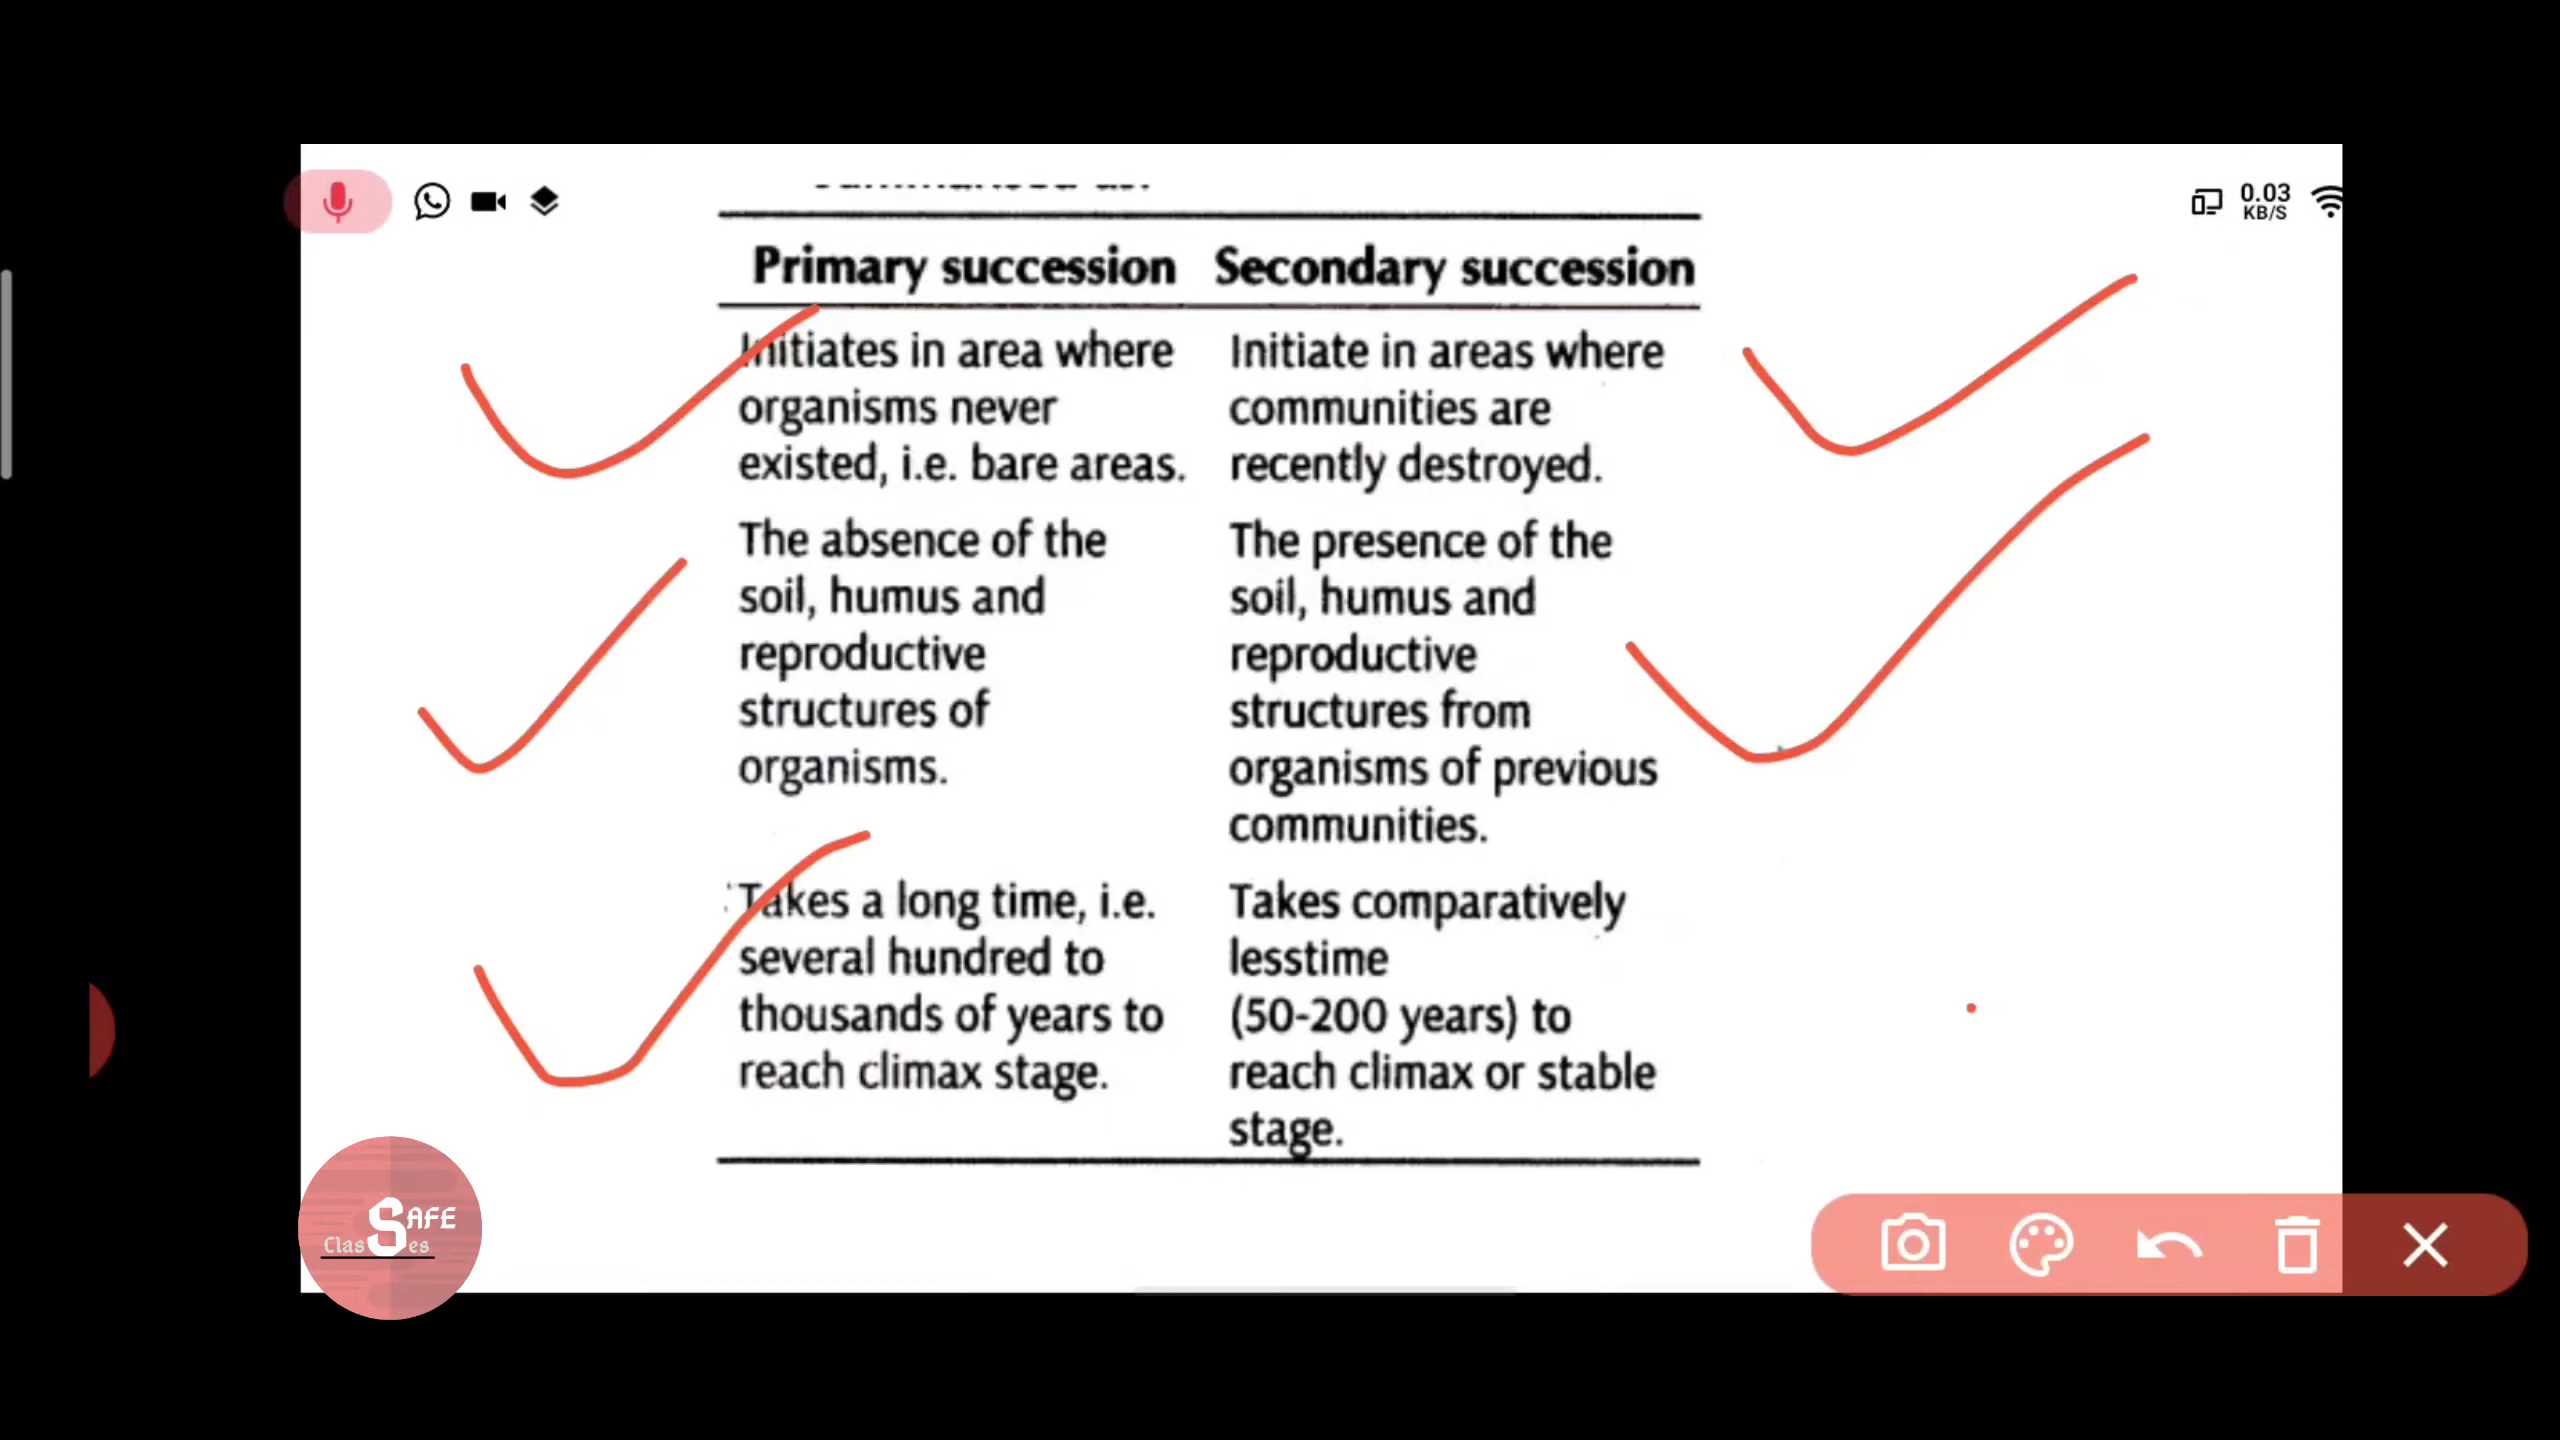 0.03
KB/S
Primary succession Secondary succession
Initiates in area where
organisms never
existed, i.e. bare areas.
Initiate in areas where
communities are
recently destroyed.
The absence of the
soil, humus and
reproductive
structures of
organisms.
The presence of the
soil, humus and
reproductive
structures from
organisms of previous
communities.
Takes a long time, i.e.
several hundred to
thousands of years to
reach climax stage.
Takes comparatively
lesstime
(50-200 years) to
reach climax or stable
stage.
SAFE
ClasSes